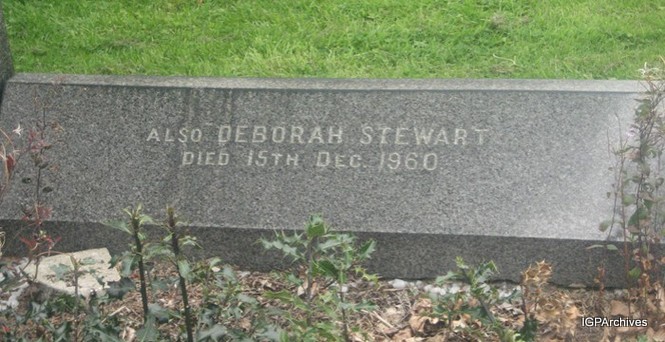 ALSO DEBORAH STEWART
DIED 15TH DEC. 1960
IGPArchives